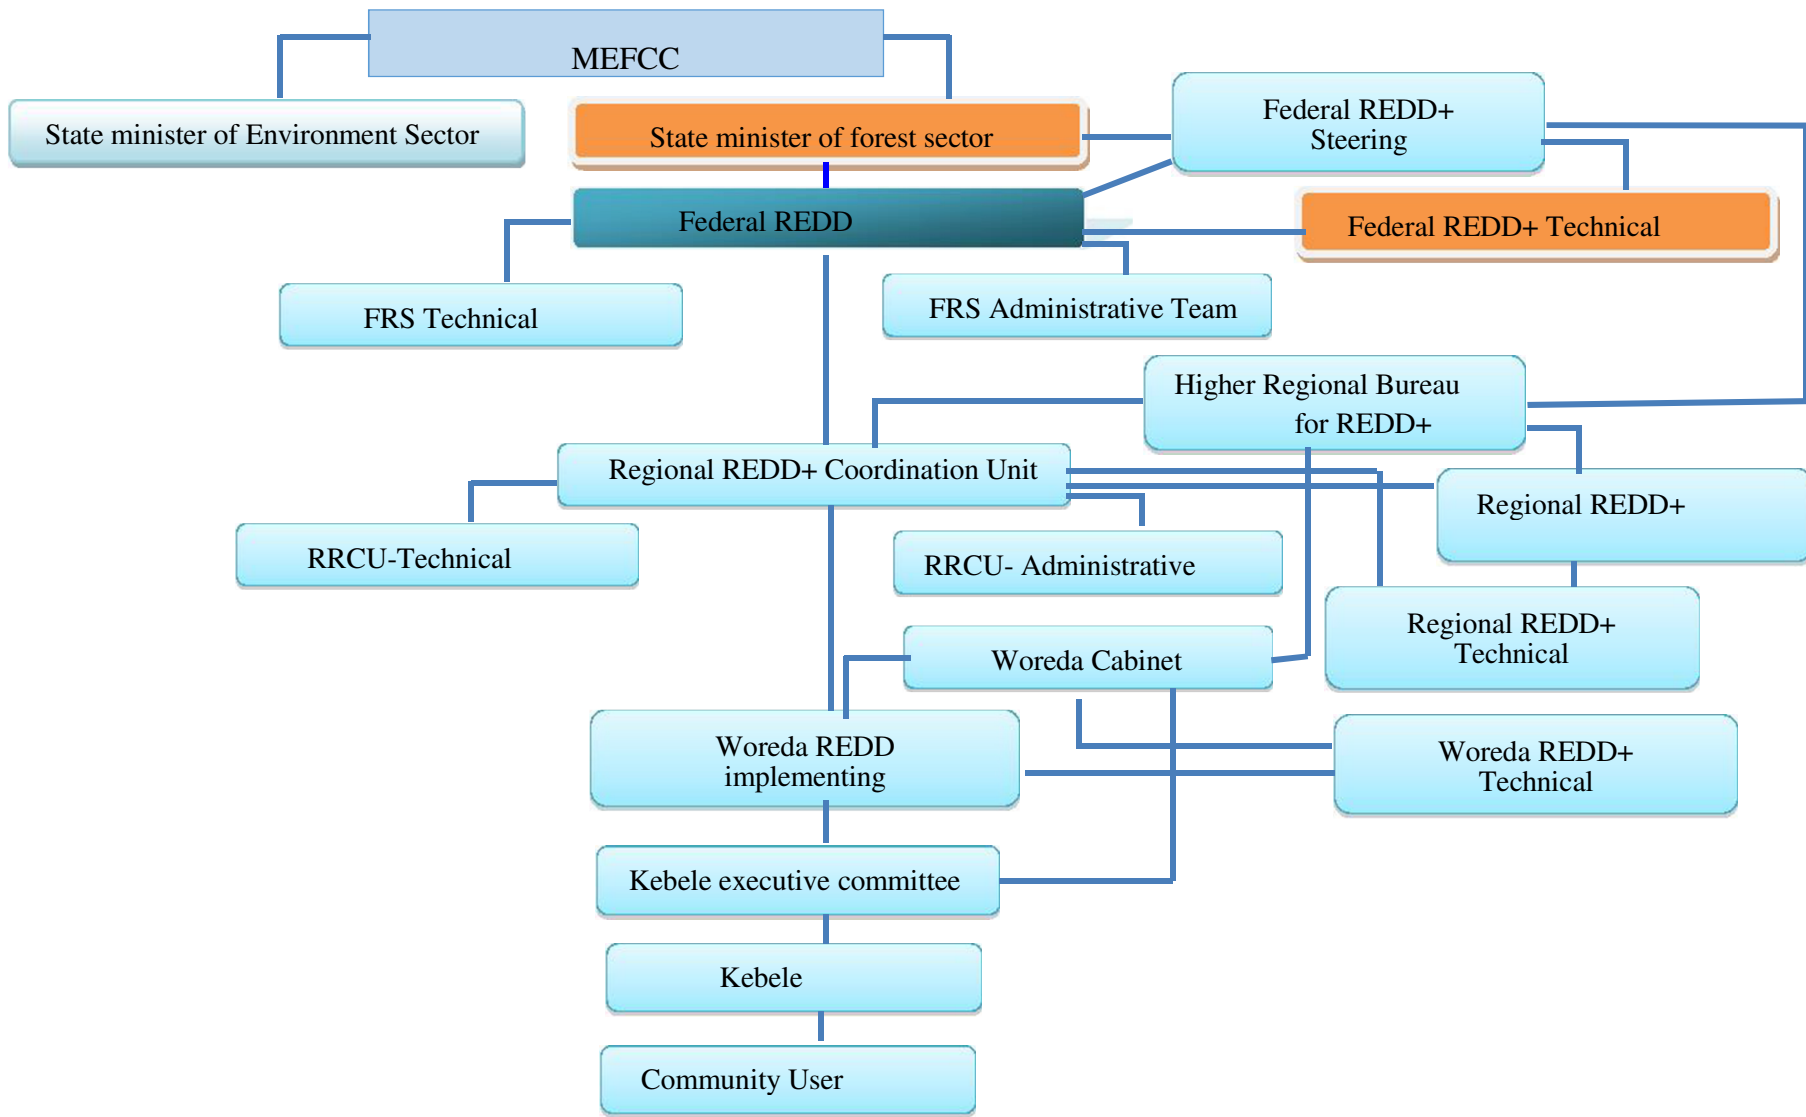 MEFCC
State minister of Environment Sector
State minister of forest sector
Federal REDD+
Steering
Federal REDD
Federal REDD+ Technical
FRS Technical
FRS Administrative Team
Higher Regional Bureau
for REDD+
Regional REDD+ Coordination Unit
Regional REDD+
RRCU-Technical
RRCU- Administrative
Regional REDD+
Technical
Woreda Cabinet
Woreda REDD
implementing
Woreda REDD+
Technical
Kebele executive committee
Kebele
Community User